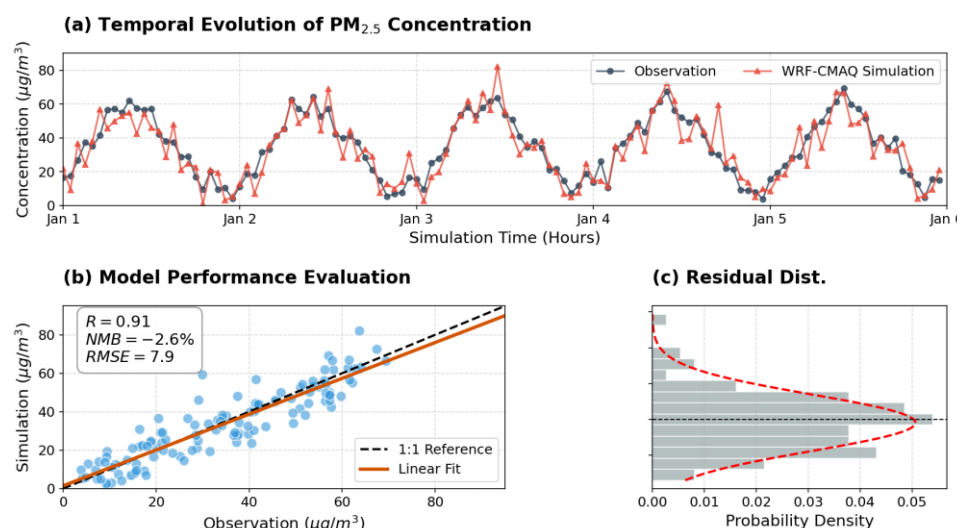 (a) Temporal Evolution of PM₂.₅ Concentration
Concentration (μg/m³)
80
60
40
20
0
Observation
WRF-CMAQ Simulation
Jan 1
Jan 2
Jan 3
Jan 4
Jan 5
Jan 6
Simulation Time (Hours)
(b) Model Performance Evaluation
Simulation (μg/m³)
80
60
40
20
0
R = 0.91
NMB = −2.6%
RMSE = 7.9
1:1 Reference
Linear Fit
0
20
40
60
80
Observation (μg/m³)
(c) Residual Dist.
0.00
0.01
0.02
0.03
0.04
0.05
Probability Density